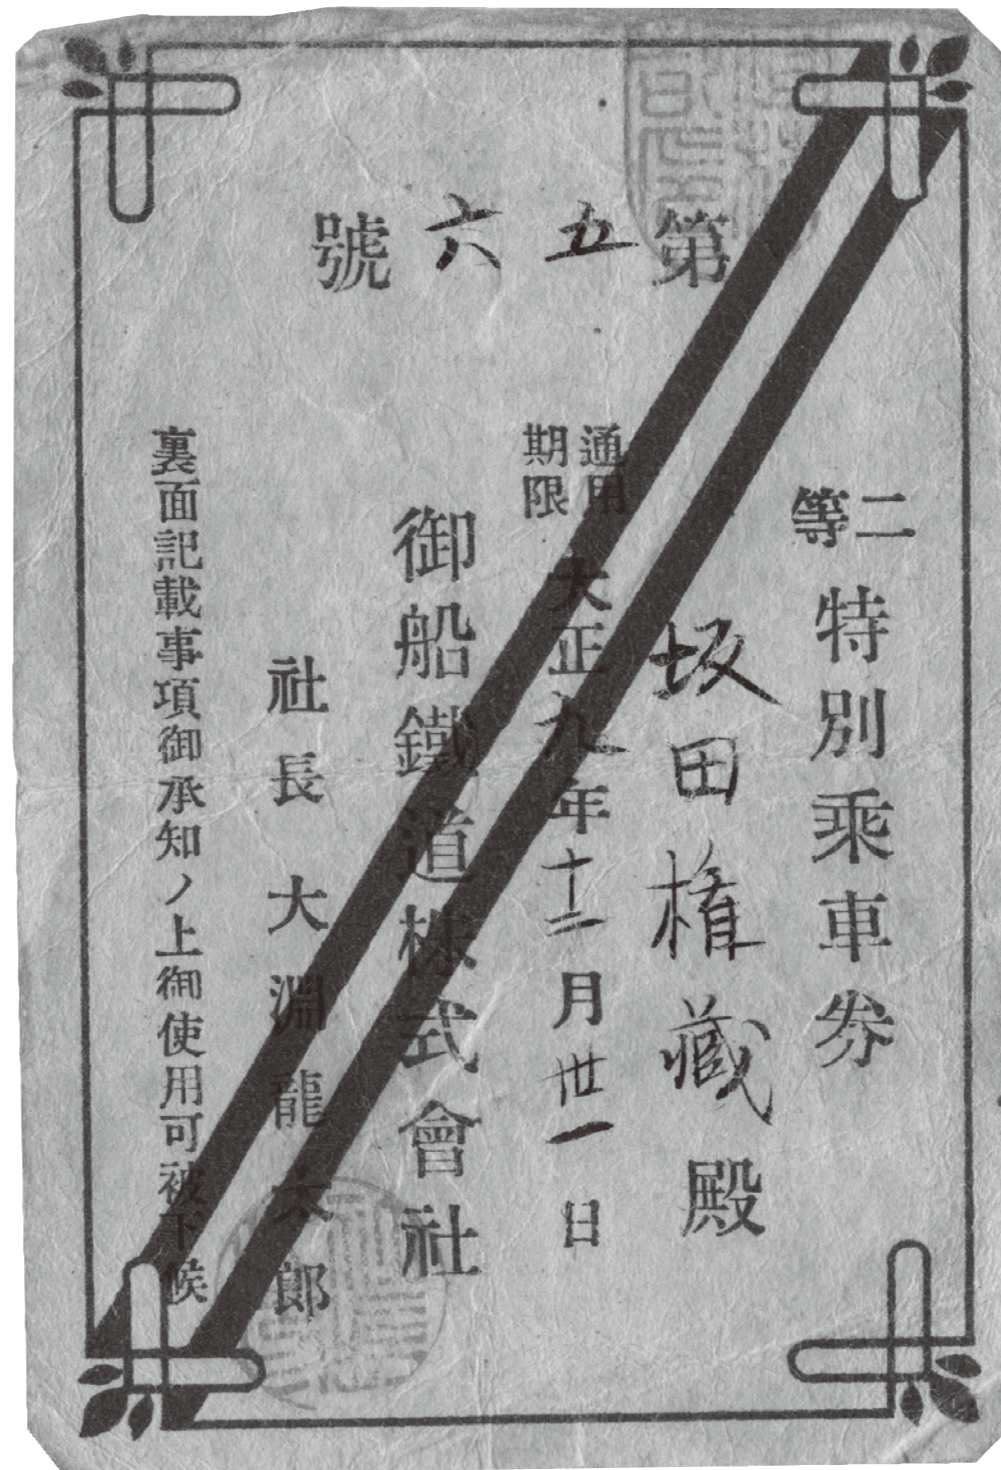 第五六號
二等特別乗車券
坂田権藏殿
通用期限 大正九年十二月卅一日
御船鐵道株式會社
社長 大淵龍太郎
裏面記載事項御承知ノ上御使用可被下候